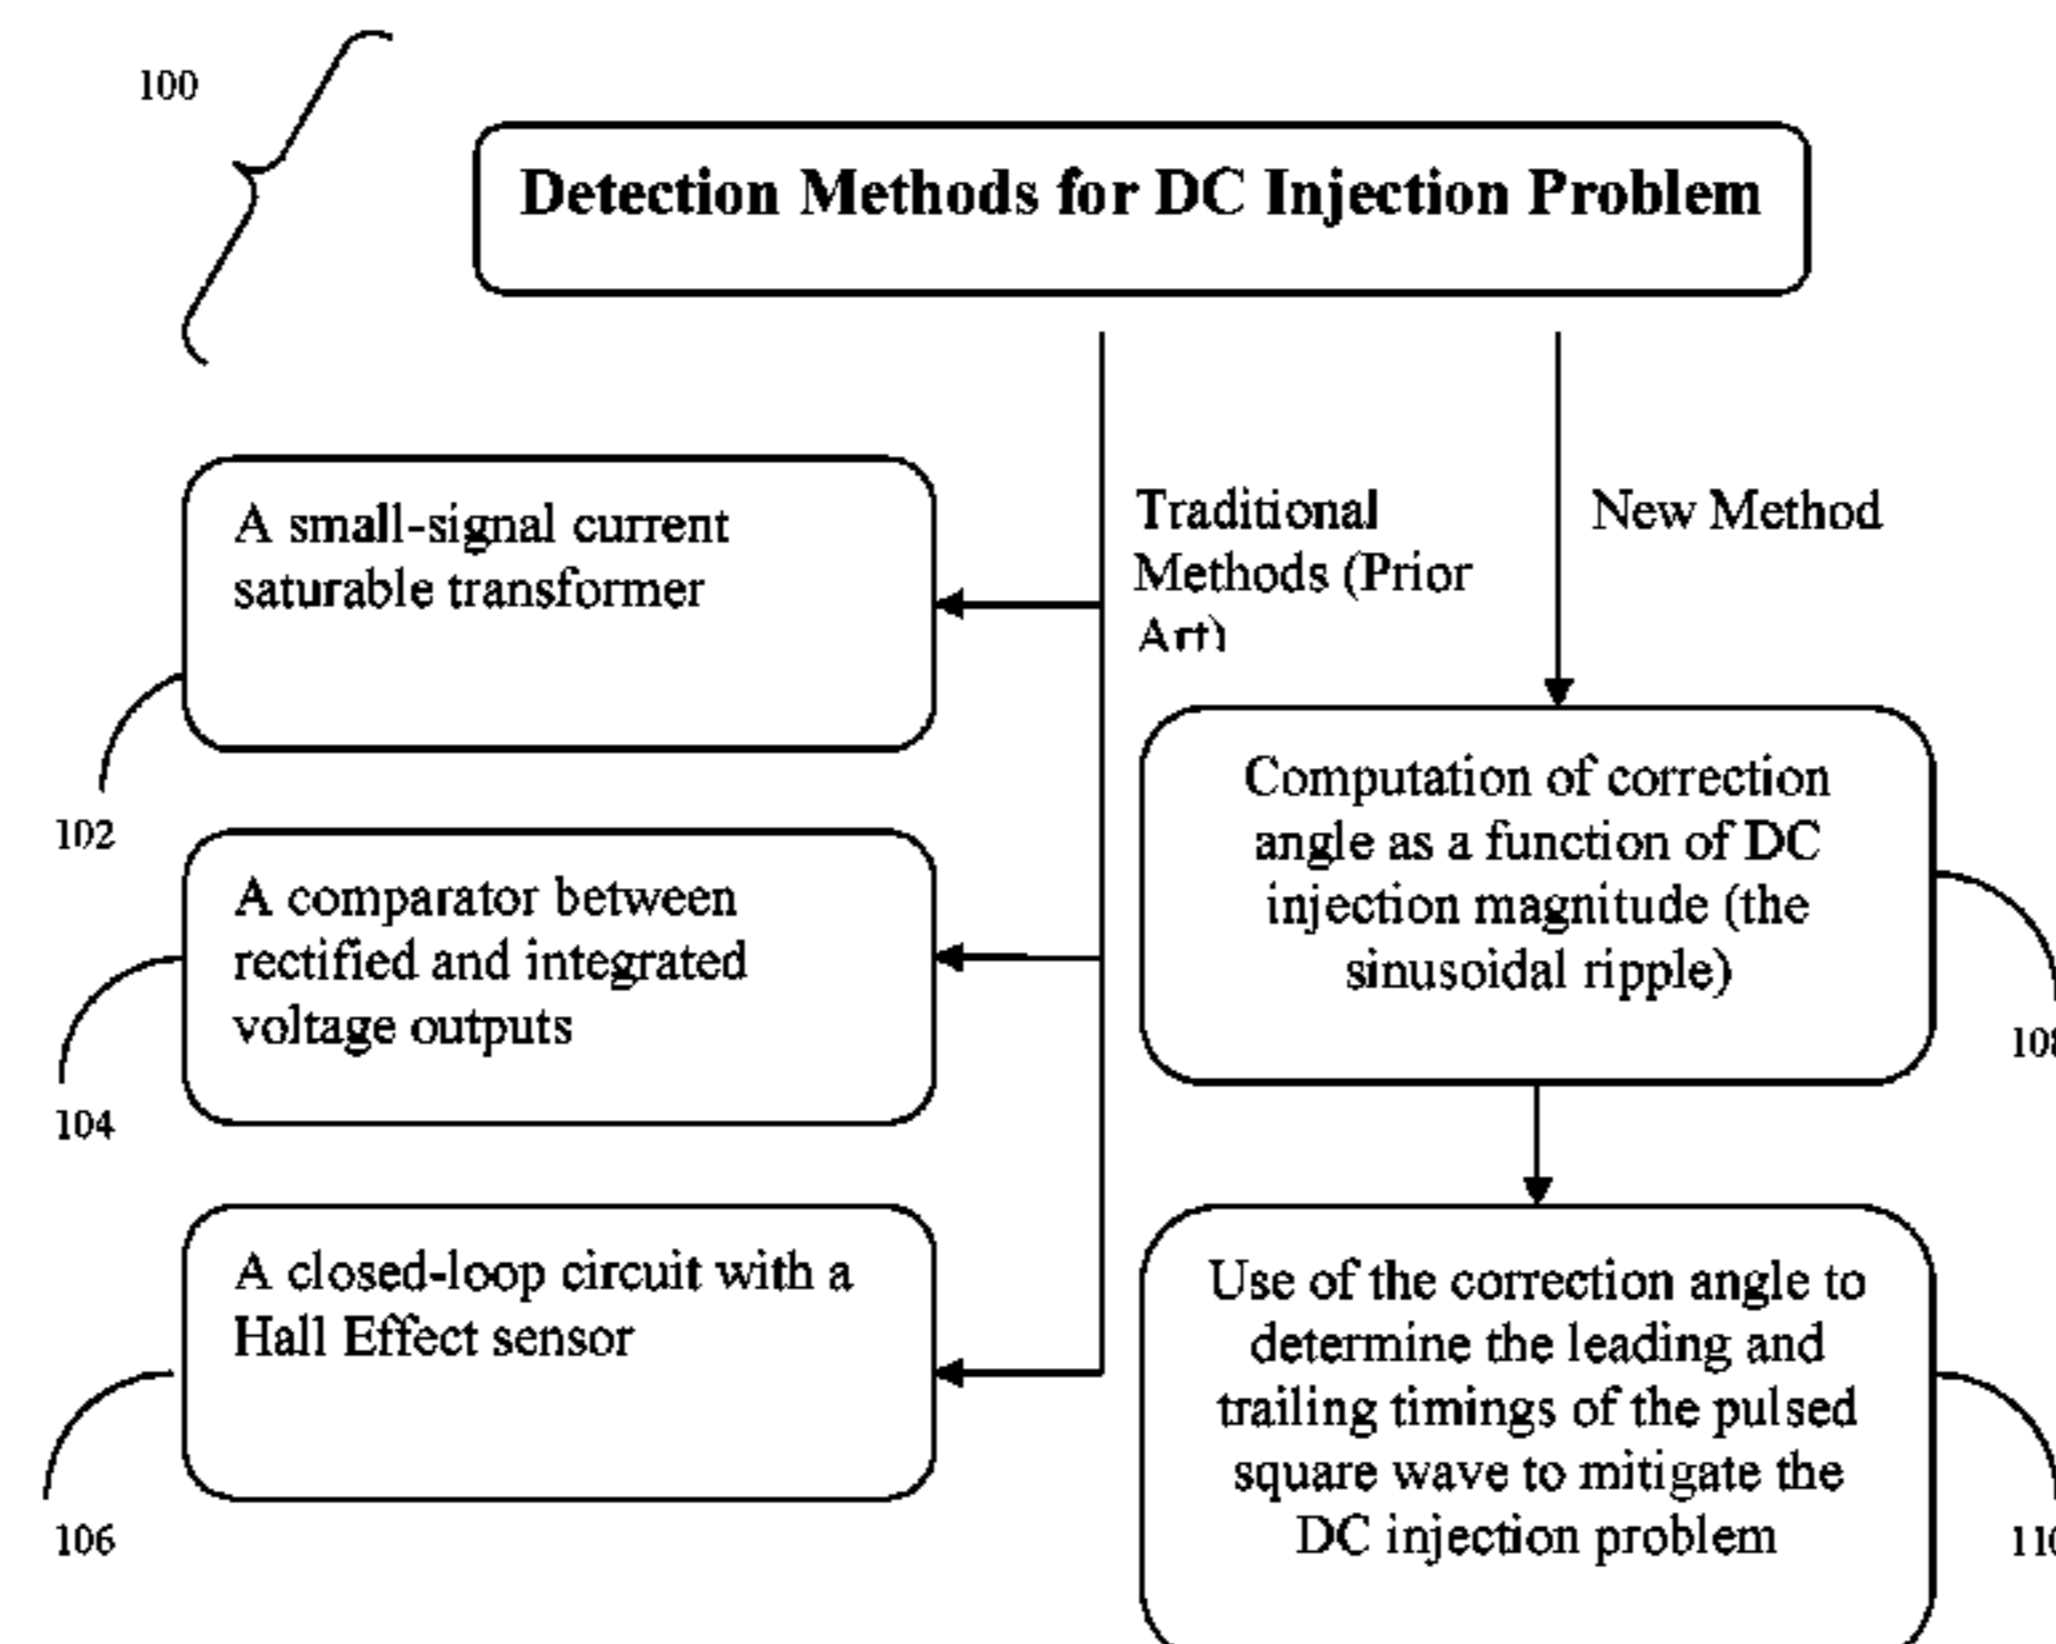 100
Detection Methods for DC Injection Problem
A small-signal current
saturable transformer
102
A comparator between
rectified and integrated
voltage outputs
104
A closed-loop circuit with a
Hall Effect sensor
106
Traditional
Methods (Prior
Art)
New Method
Computation of correction
angle as a function of DC
injection magnitude (the
sinusoidal ripple)
108
Use of the correction angle to
determine the leading and
trailing timings of the pulsed
square wave to mitigate the
DC injection problem
110